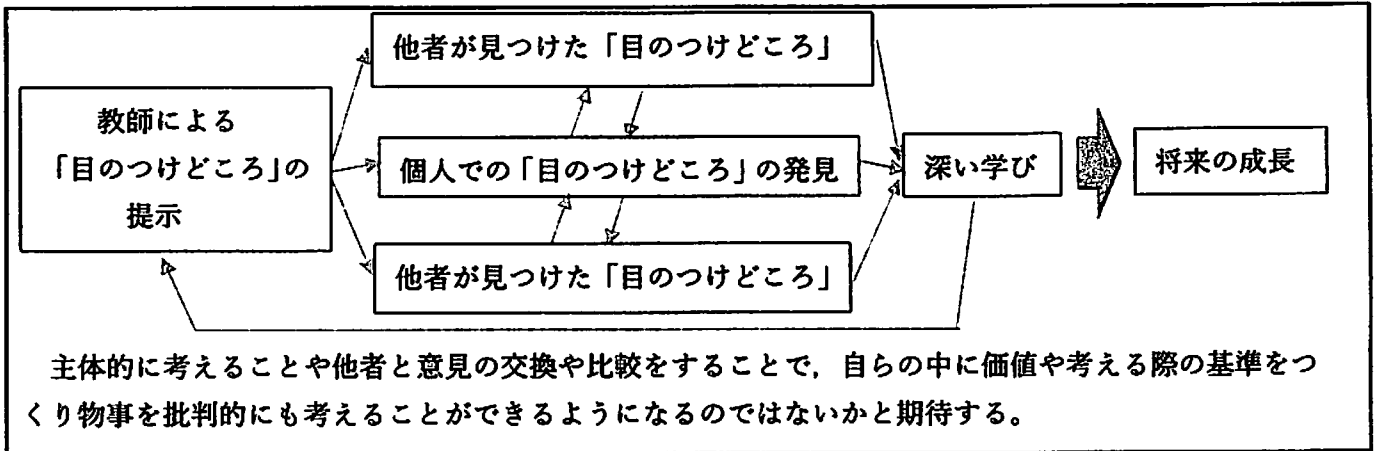 他者が見つけた「目のつけどころ」
教師による
「目のつけどころ」の
提示
個人での「目のつけどころ」の発見
深い学び
将来の成長
他者が見つけた「目のつけどころ」
主体的に考えることや他者と意見の交換や比較をすることで，自らの中に価値や考える際の基準をつ
くり物事を批判的にも考えることができるようになるのではないかと期待する。